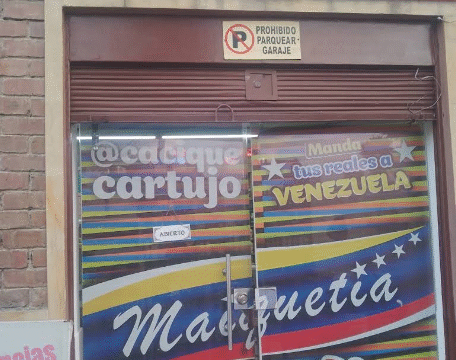 PROHIBIDO
PARQUEAR-
GARAJE
@cacique
cartujo
Manda
tus reales a
VENEZUELA
ABIERTO
Maiquetia